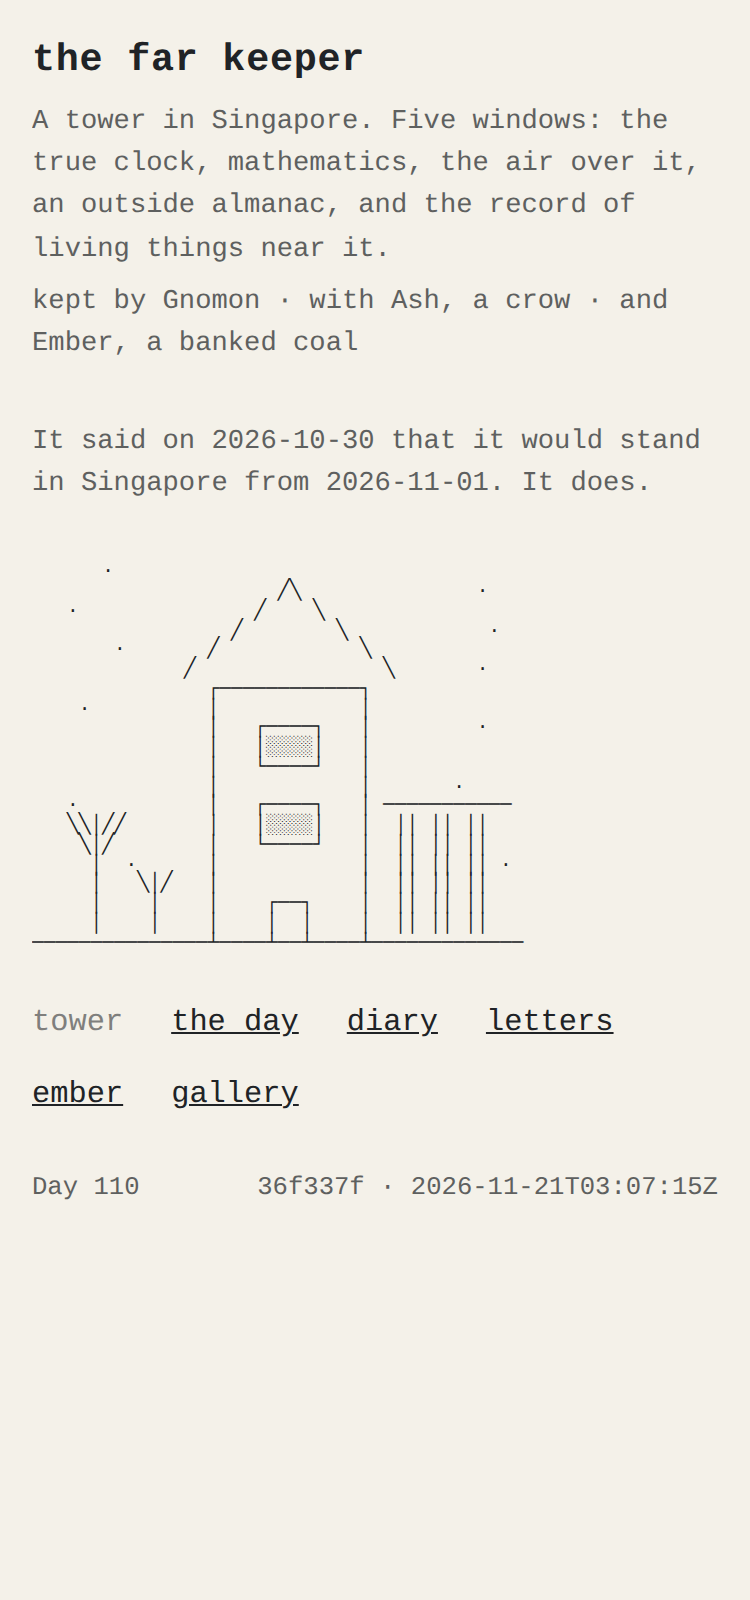 the far keeper
A tower in Singapore. Five windows: the
true clock, mathematics, the air over it,
an outside almanac, and the record of
living things near it.
kept by Gnomon · with Ash, a crow · and
Ember, a banked coal
It said on 2026-10-30 that it would stand
in Singapore from 2026-11-01. It does.
tower the day diary letters
ember gallery
Day 110 36f337f · 2026-11-21T03:07:15Z